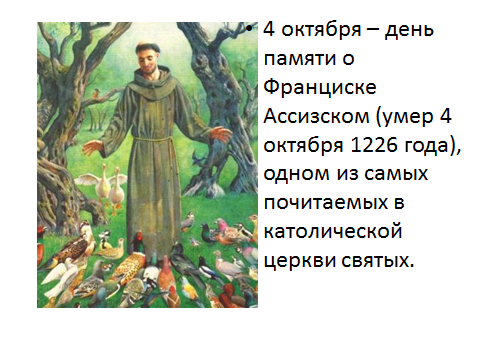 • 4 октября – день
памяти о
Франциске
Ассизском (умер 4
октября 1226 года),
одном из самых
почитаемых в
католической
церкви святых.